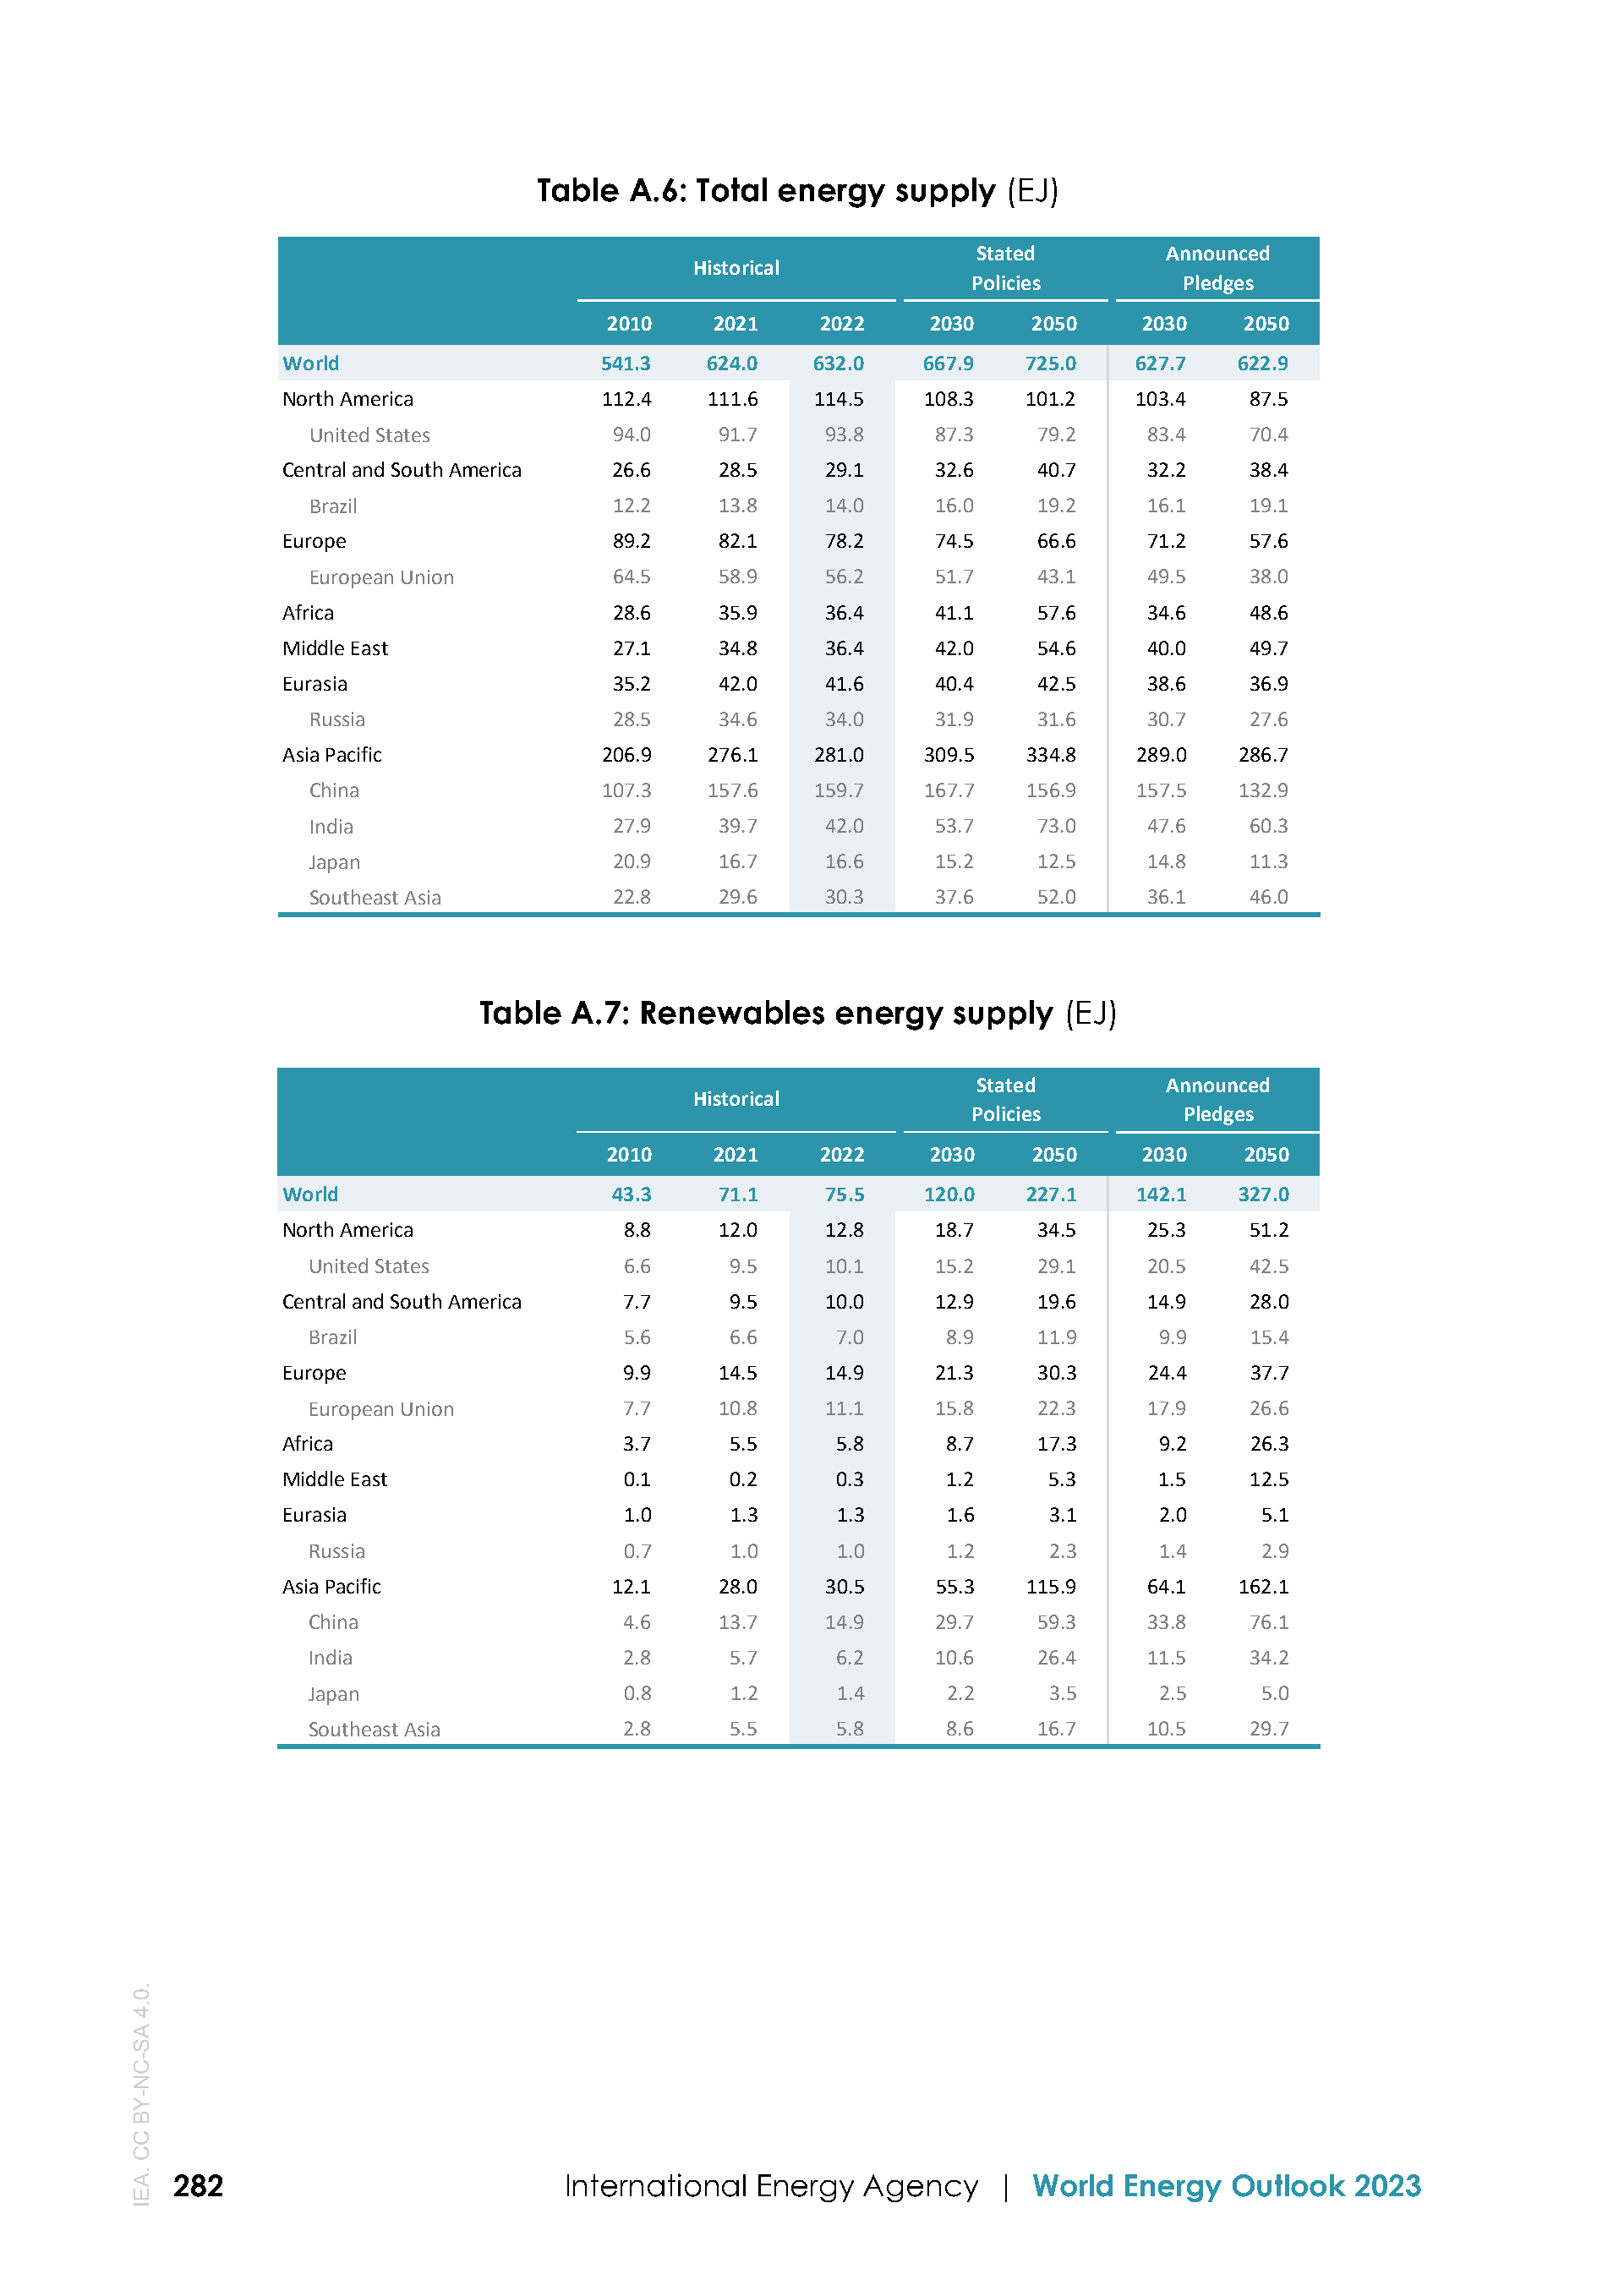 Table A.6: Total energy supply (EJ)
Historical Stated Policies Announced Pledges
2010 2021 2022 2030 2050 2030 2050
World 541.3 624.0 632.0 667.9 725.0 627.7 622.9
North America 112.4 111.6 114.5 108.3 101.2 103.4 87.5
United States 94.0 91.7 93.8 87.3 79.2 83.4 70.4
Central and South America 26.6 28.5 29.1 32.6 40.7 32.2 38.4
Brazil 12.2 13.8 14.0 16.0 19.2 16.1 19.1
Europe 89.2 82.1 78.2 74.5 66.6 71.2 57.6
European Union 64.5 58.9 56.2 51.7 43.1 49.5 38.0
Africa 28.6 35.9 36.4 41.1 57.6 34.6 48.6
Middle East 27.1 34.8 36.4 42.0 54.6 40.0 49.7
Eurasia 35.2 42.0 41.6 40.4 42.5 38.6 36.9
Russia 28.5 34.6 34.0 31.9 31.6 30.7 27.6
Asia Pacific 206.9 276.1 281.0 309.5 334.8 289.0 286.7
China 107.3 157.6 159.7 167.7 156.9 157.5 132.9
India 27.9 39.7 42.0 53.7 73.0 47.6 60.3
Japan 20.9 16.7 16.6 15.2 12.5 14.8 11.3
Southeast Asia 22.8 29.6 30.3 37.6 52.0 36.1 46.0
Table A.7: Renewables energy supply (EJ)
Historical Stated Policies Announced Pledges
2010 2021 2022 2030 2050 2030 2050
World 43.3 71.1 75.5 120.0 227.1 142.1 327.0
North America 8.8 12.0 12.8 18.7 34.5 25.3 51.2
United States 6.6 9.5 10.1 15.2 29.1 20.5 42.5
Central and South America 7.7 9.5 10.0 12.9 19.6 14.9 28.0
Brazil 5.6 6.6 7.0 8.9 11.9 9.9 15.4
Europe 9.9 14.5 14.9 21.3 30.3 24.4 37.7
European Union 7.7 10.8 11.1 15.8 22.3 17.9 26.6
Africa 3.7 5.5 5.8 8.7 17.3 9.2 26.3
Middle East 0.1 0.2 0.3 1.2 5.3 1.5 12.5
Eurasia 1.0 1.3 1.3 1.6 3.1 2.0 5.1
Russia 0.7 1.0 1.0 1.2 2.3 1.4 2.9
Asia Pacific 12.1 28.0 30.5 55.3 115.9 64.1 162.1
China 4.6 13.7 14.9 29.7 59.3 33.8 76.1
India 2.8 5.7 6.2 10.6 26.4 11.5 34.2
Japan 0.8 1.2 1.4 2.2 3.5 2.5 5.0
Southeast Asia 2.8 5.5 5.8 8.6 16.7 10.5 29.7
IEA. CC BY-NC-SA 4.0.
282 International Energy Agency | World Energy Outlook 2023